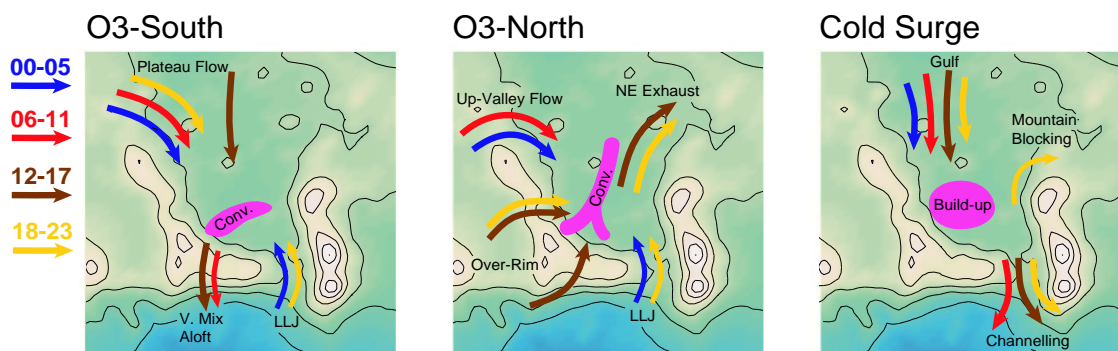 O3-South
O3-North
Cold Surge
00-05
06-11
12-17
18-23
Plateau Flow
Conv.
V. Mix
Aloft
LLJ
Up-Valley Flow
NE Exhaust
Conv.
Over-Rim
LLJ
Gulf
Mountain
Blocking
Build-up
Channelling